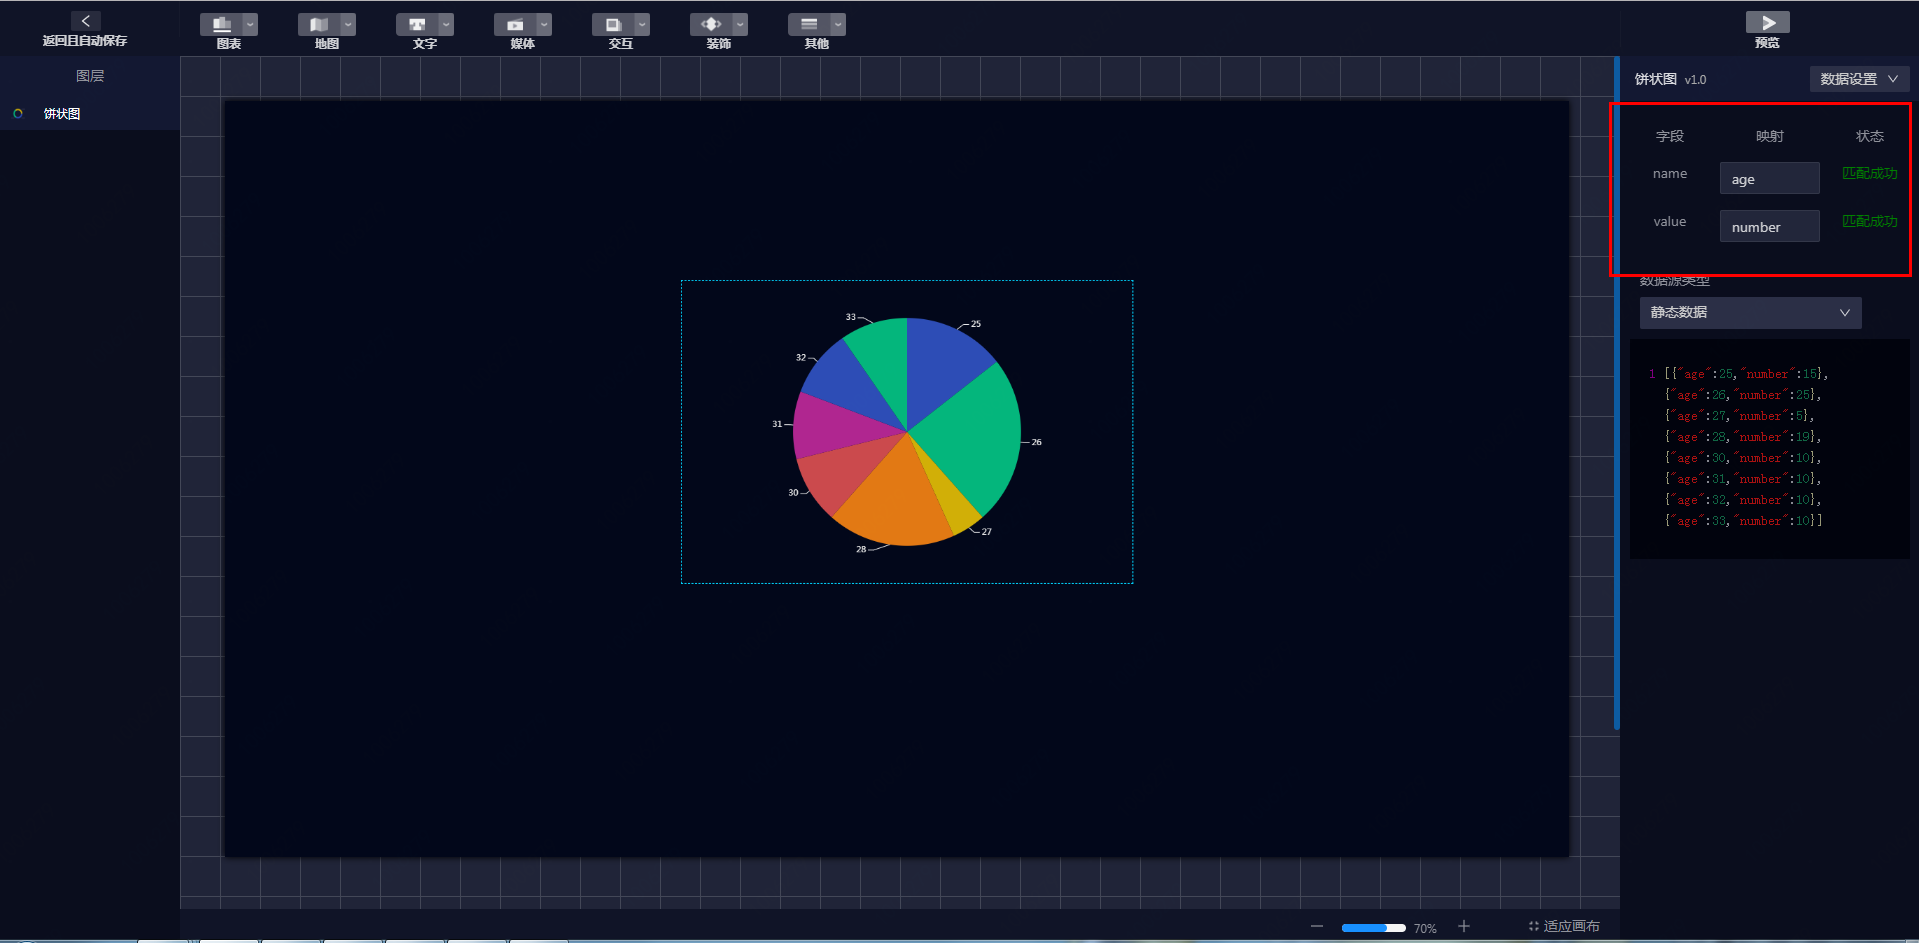 返回且自动保存
图表
地图
文字
媒体
交互
装饰
其他
预览
图层
饼状图
饼状图 v1.0
数据设置
字段 映射 状态
name age 匹配成功
value number 匹配成功
数据源类型
静态数据
1 [{"age":25,"number":15},
{"age":26,"number":25},
{"age":27,"number":5},
{"age":28,"number":19},
{"age":30,"number":10},
{"age":31,"number":10},
{"age":32,"number":10},
{"age":33,"number":10}]
33
25
32
31
26
30
27
28
70%
适应画布